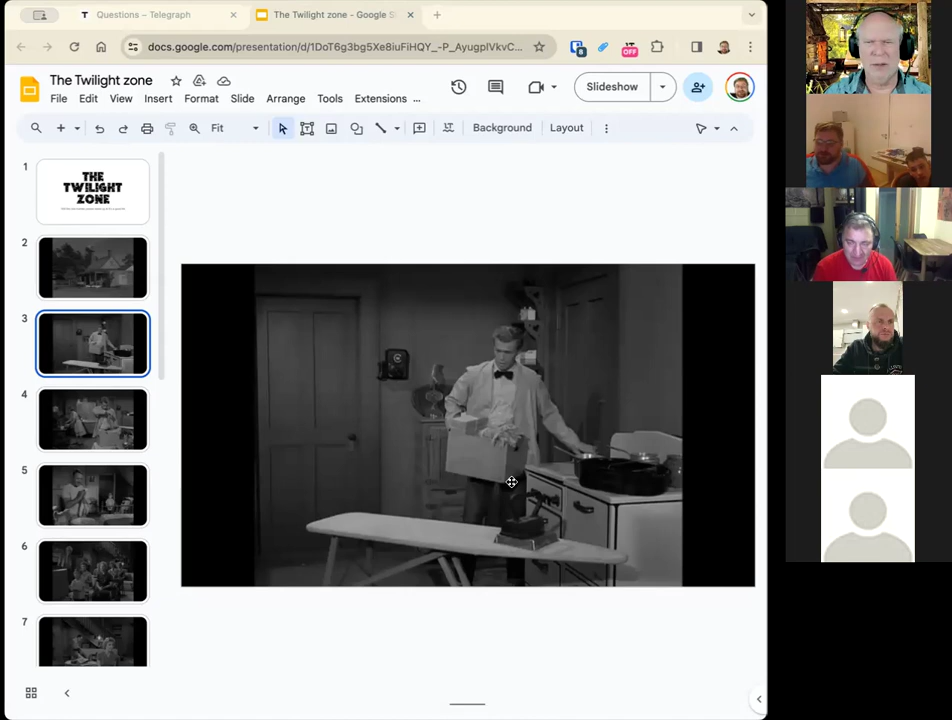 Questions – Telegraph
The Twilight zone - Google S
docs.google.com/presentation/d/1DoT6g3bg5Xe8iuFiHQY_-P_AyugpIVkvC...
OFF
The Twilight zone
File Edit View Insert Format Slide Arrange Tools Extensions ...
Slideshow
Fit
Background
Layout
1
THE
TWILIGHT
ZONE
2
3
4
5
6
7